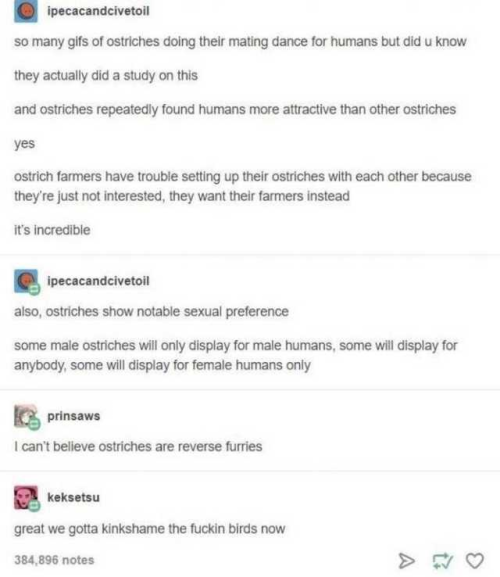 ipecacandcivetoil
so many gifs of ostriches doing their mating dance for humans but did u know
they actually did a study on this
and ostriches repeatedly found humans more attractive than other ostriches
yes
ostrich farmers have trouble setting up their ostriches with each other because
they're just not interested, they want their farmers instead
it's incredible
ipecacandcivetoil
also, ostriches show notable sexual preference
some male ostriches will only display for male humans, some will display for
anybody, some will display for female humans only
prinsaws
I can't believe ostriches are reverse furries
keksetsu
great we gotta kinkshame the fuckin birds now
384,896 notes